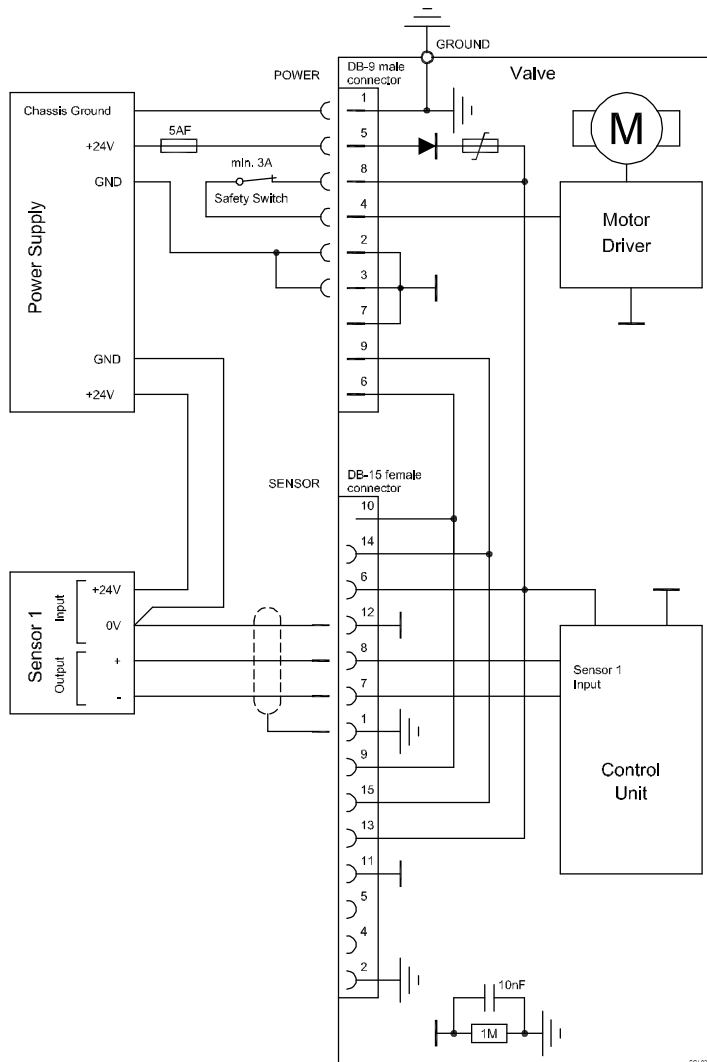 GROUND
POWER
DB-9 male
connector
Valve
Chassis Ground
1
5AF
+24V
5
M
min. 3A
8
GND
Safety Switch
4
2
Motor
Driver
3
Power Supply
7
9
GND
6
+24V
SENSOR
DB-15 female
connector
10
14
6
+24V
Input
12
0V
Sensor 1
8
+
Output
Sensor 1
Input
7
-
1
9
Control
Unit
15
13
11
5
4
2
10nF
1M